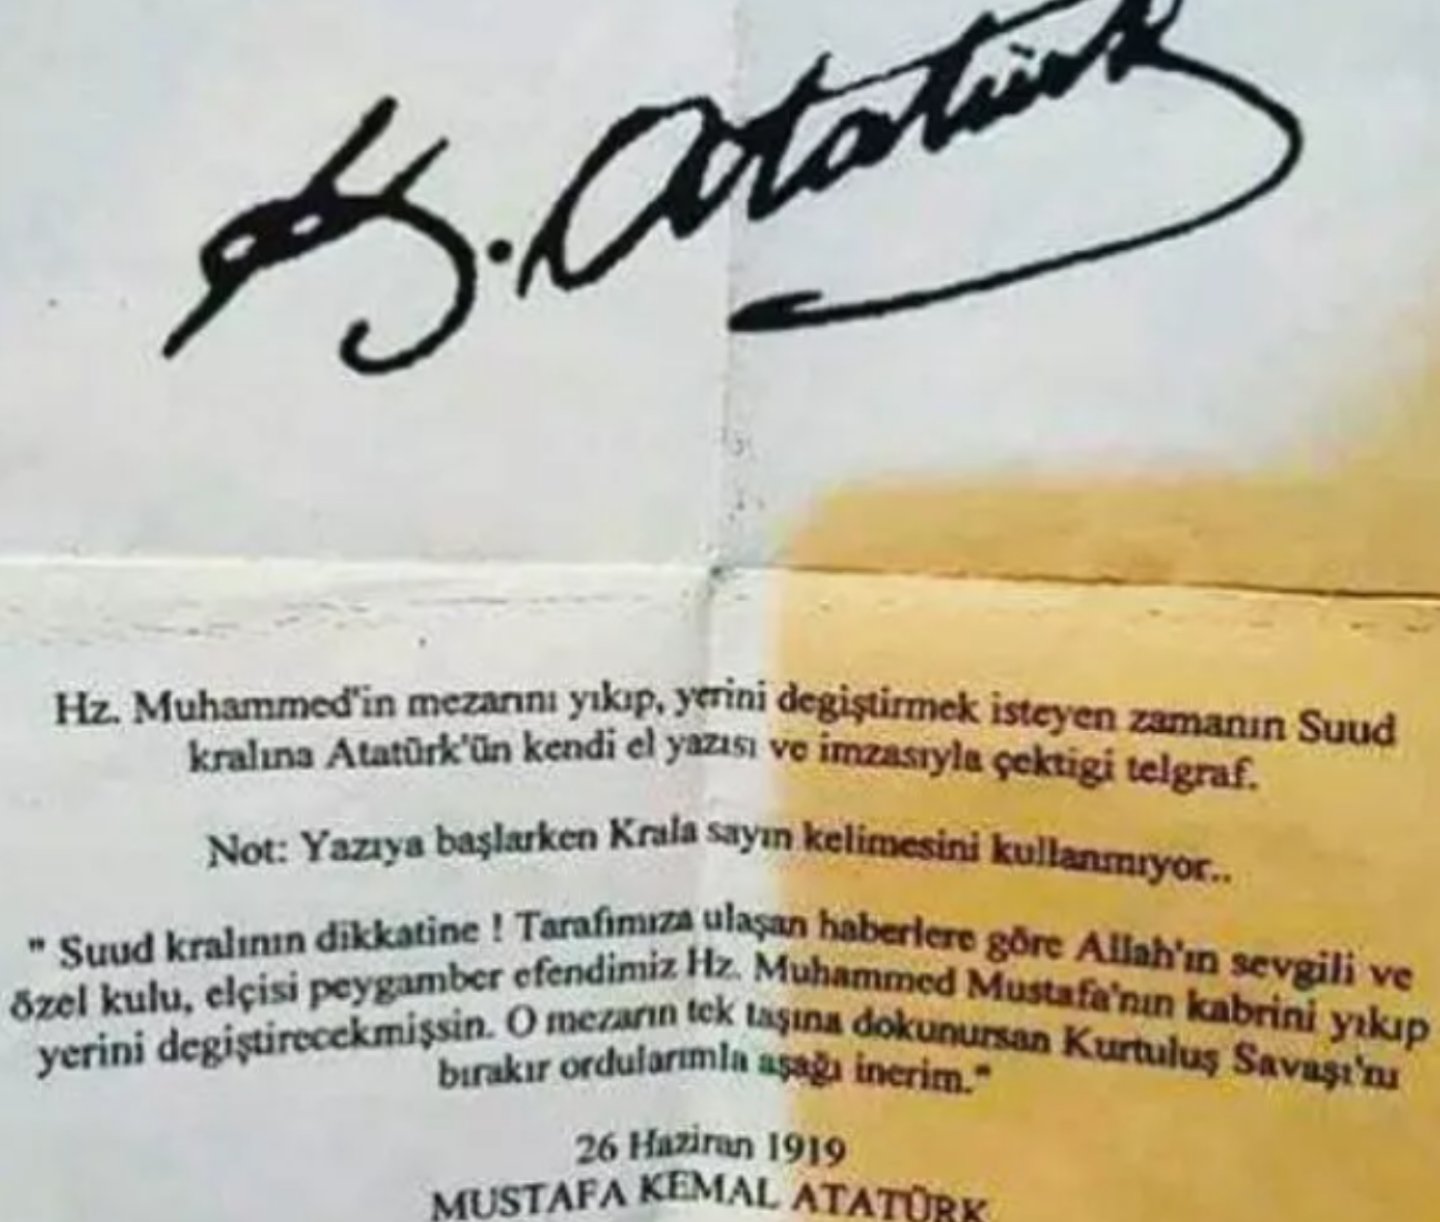 K. Atatürk
Hz. Muhammed'in mezarını yıkıp, yerini degiştirmek isteyen zamanın Suud
kralına Atatürk'ün kendi el yazısı ve imzasıyla çektigi telgraf.
Not: Yazıya başlarken Krala sayın kelimesini kullanmıyor..
" Suud kralının dikkatine ! Tarafımıza ulaşan haberlere göre Allah'ın sevgili ve
özel kulu, elçisi peygamber efendimiz Hz. Muhammed Mustafa'nın kabrini yıkıp
yerini degiştirecekmişsin. O mezarın tek taşına dokunursan Kurtuluş Savaşı'nı
bırakır ordularımla aşağı inerim."
26 Haziran 1919
MUSTAFA KEMAL ATATÜRK